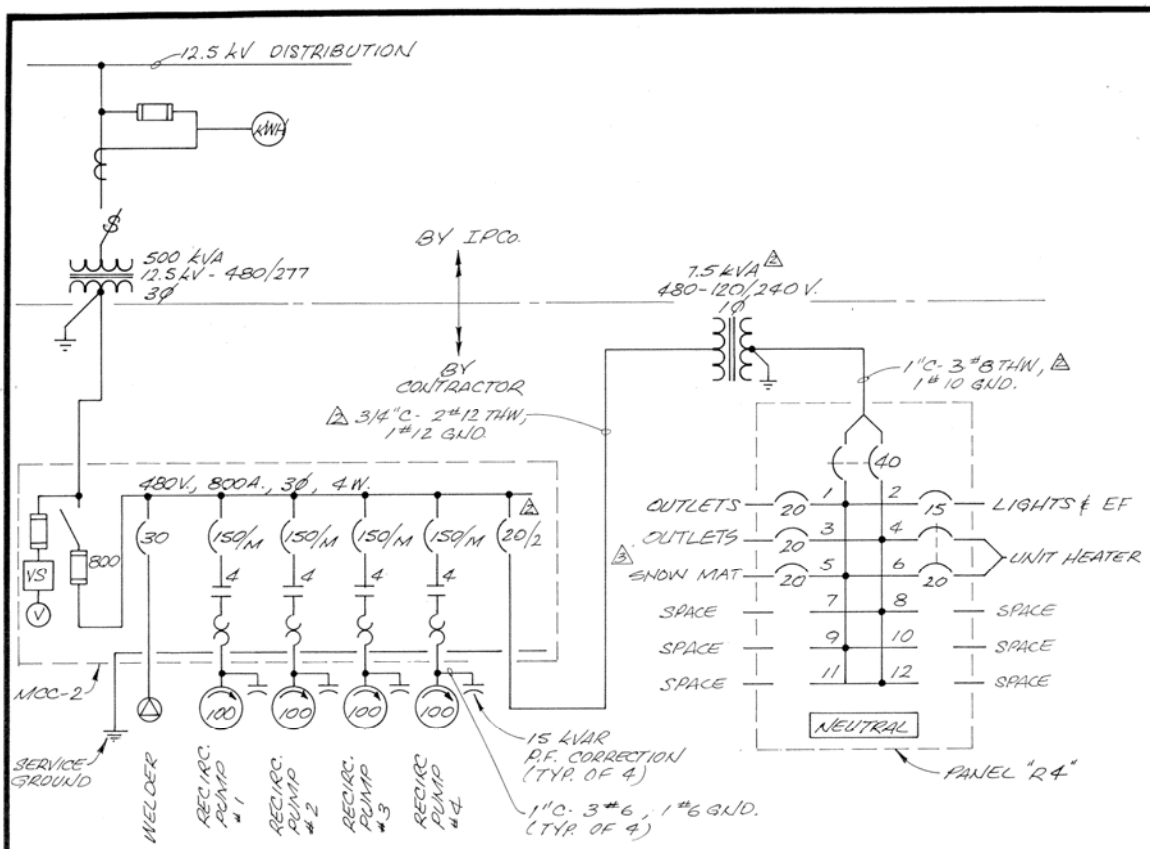 12.5 kV DISTRIBUTION
KWH
$
500 kVA
12.5 kV - 480/277
3Ø
BY IPCo.
BY
CONTRACTOR
7.5 kVA 2
480-120/240 V.
1Ø
1"C- 3 #8 THW, 2
1 #10 GND.
2 3/4"C- 2 #12 THW,
1 #12 GND.
480V., 800A., 3Ø, 4W.
2
VS
V
800
30
150/M
150/M
150/M
150/M
20/2
4
4
4
4
100
100
100
100
MCC-2
SERVICE
GROUND
WELDER
RECIRC.
PUMP
#1
RECIRC.
PUMP
#2
RECIRC.
PUMP
#3
RECIRC
PUMP
#4
15 kVAR
P.F. CORRECTION
(TYP. OF 4)
1"C- 3 #6, 1 #6 GND.
(TYP. OF 4)
40
OUTLETS 20 1 2 15 LIGHTS & EF
OUTLETS 20 3 4
UNIT HEATER
3
SNOW MAT 20 5 6 20
SPACE 7 8 SPACE
SPACE 9 10 SPACE
SPACE 11 12 SPACE
NEUTRAL
PANEL "R4"